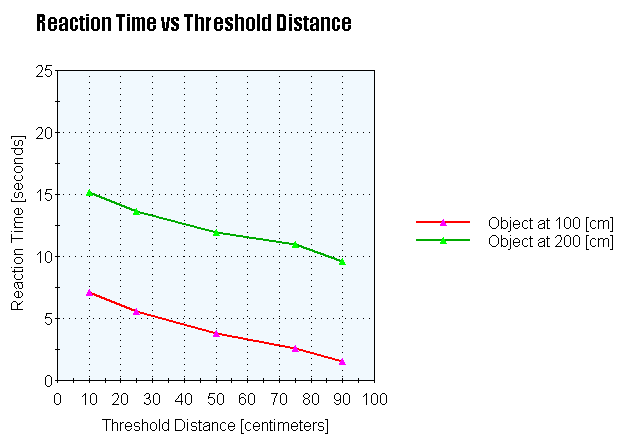 Reaction Time vs Threshold Distance
25
20
15
10
5
0
Reaction Time [seconds]
0 10 20 30 40 50 60 70 80 90 100
Threshold Distance [centimeters]
Object at 100 [cm]
Object at 200 [cm]